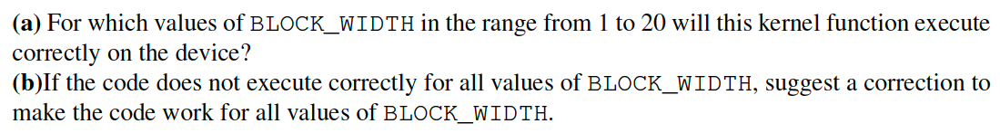 (a) For which values of BLOCK_WIDTH in the range from 1 to 20 will this kernel function execute
correctly on the device?
(b)If the code does not execute correctly for all values of BLOCK_WIDTH, suggest a correction to
make the code work for all values of BLOCK_WIDTH.